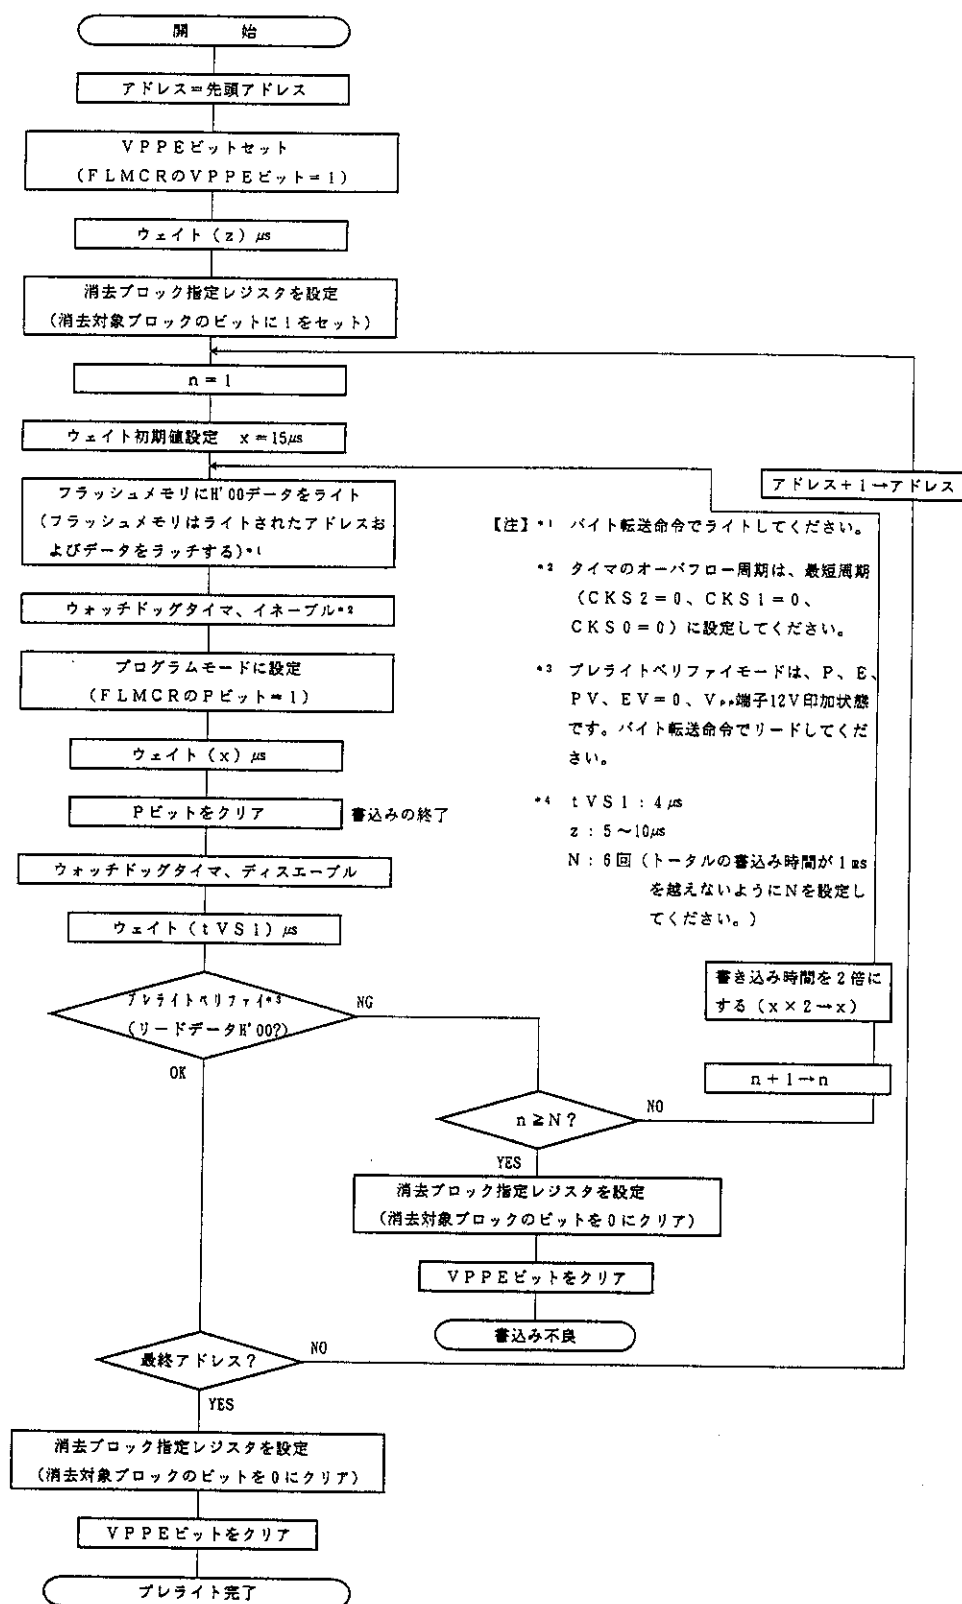 開　　始
アドレス＝先頭アドレス
ＶＰＰＥビットセット
（ＦＬＭＣＲのＶＰＰＥビット＝１）
ウェイト（ｚ）μs
消去ブロック指定レジスタを設定
（消去対象ブロックのビットに１をセット）
ｎ＝１
ウェイト初期値設定　ｘ＝15μs
フラッシュメモリにH'00データをライト
（フラッシュメモリはライトされたアドレスお
よびデータをラッチする）*1
ウォッチドッグタイマ、イネーブル*2
プログラムモードに設定
（ＦＬＭＣＲのＰビット＝１）
ウェイト（ｘ）μs
Ｐビットをクリア
書込みの終了
ウォッチドッグタイマ、ディスエーブル
ウェイト（ｔＶＳ１）μs
プレライトベリファイ*3
（リードデータH'00?）
NG
OK
ｎ≧Ｎ？
NO
YES
消去ブロック指定レジスタを設定
（消去対象ブロックのビットを０にクリア）
ＶＰＰＥビットをクリア
書込み不良
アドレス＋１→アドレス
【注】*1　バイト転送命令でライトしてください。
*2　タイマのオーバフロー周期は、最短周期
（ＣＫＳ２＝０、ＣＫＳ１＝０、
ＣＫＳ０＝０）に設定してください。
*3　プレライトベリファイモードは、Ｐ、Ｅ、
ＰＶ、ＥＶ＝０、ＶPP端子12Ｖ印加状態
です。バイト転送命令でリードしてくだ
さい。
*4　ｔＶＳ１：４μs
ｚ：５～10μs
Ｎ：６回（トータルの書込み時間が１ms
を越えないようにＮを設定し
てください。）
書き込み時間を２倍に
する（ｘ×２→ｘ）
ｎ＋１→ｎ
最終アドレス？
NO
YES
消去ブロック指定レジスタを設定
（消去対象ブロックのビットを０にクリア）
ＶＰＰＥビットをクリア
プレライト完了